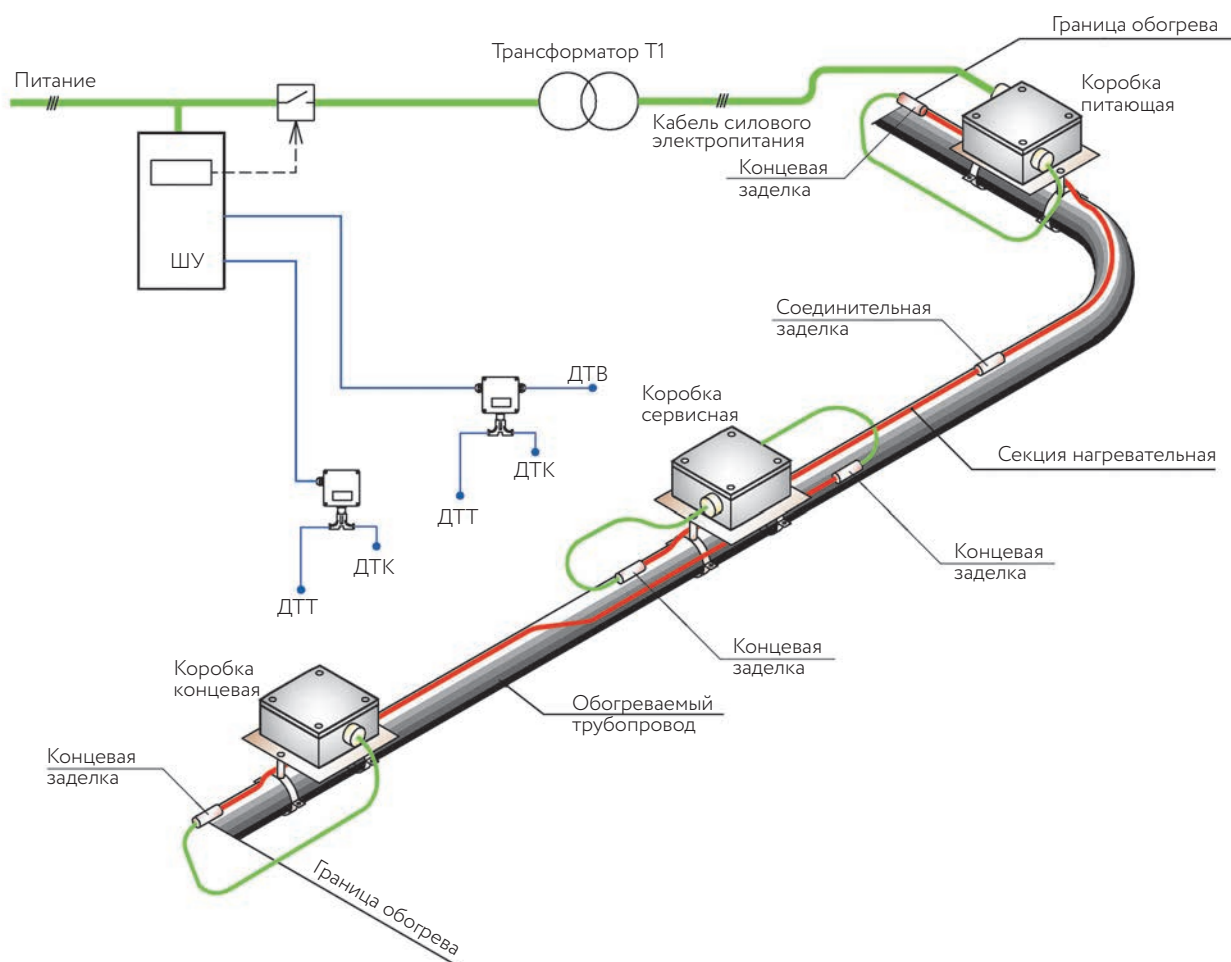 Граница обогрева
Трансформатор Т1
Питание
Коробка
питающая
Кабель силового
электропитания
Концевая
заделка
ШУ
Соединительная
заделка
ДТВ
Коробка
сервисная
ДТК
Секция нагревательная
ДТТ
ДТК
Концевая
заделка
ДТТ
Концевая
заделка
Коробка
концевая
Обогреваемый
трубопровод
Концевая
заделка
Граница обогрева